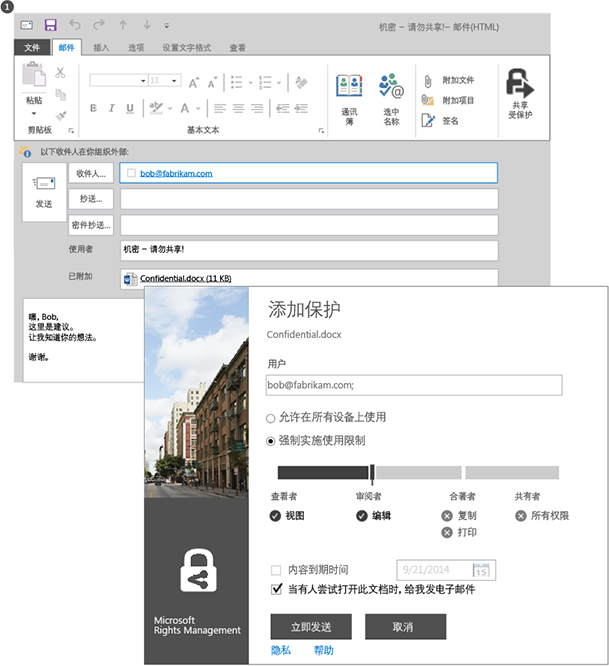 1
机密 - 请勿共享!- 邮件(HTML)
文件 邮件 插入 选项 设置文字格式 查看
粘贴
剪贴板
11
A A
B I U ab A
基本文本
通讯
簿
选中
名称
附加文件
附加项目
签名
共享
受保护
以下收件人在你组织外部:
发送
收件人... bob@fabrikam.com
抄送...
密件抄送...
使用者 机密 - 请勿共享!
已附加 Confidential.docx (11 KB)
嘿, Bob,
这里是建议。
让我知道你的想法。
谢谢。
添加保护
Confidential.docx
用户
bob@fabrikam.com;
允许在所有设备上使用
强制实施使用限制
查看者 审阅者 合著者 共有者
视图 编辑 复制 所有权限
打印
内容到期时间 9/21/2014 15
当有人尝试打开此文档时, 给我发电子邮件
立即发送 取消
隐私 帮助
Microsoft
Rights Management